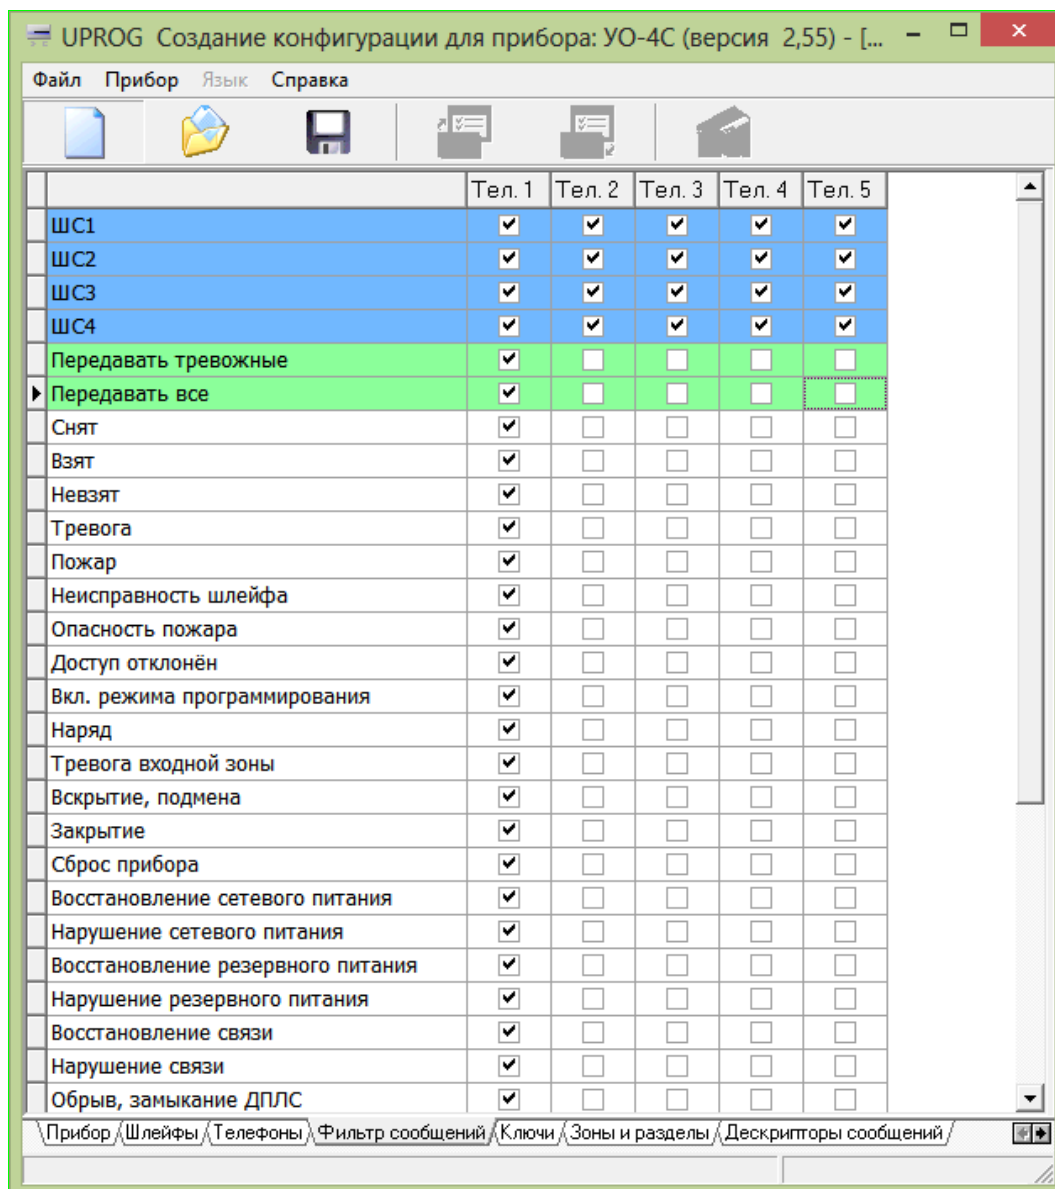 UPROG Создание конфигурации для прибора: УО-4С (версия 2,55) - [...
Файл Прибор Язык Справка
Тел. 1 Тел. 2 Тел. 3 Тел. 4 Тел. 5
ШС1
ШС2
ШС3
ШС4
Передавать тревожные
Передавать все
Снят
Взят
Невзят
Тревога
Пожар
Неисправность шлейфа
Опасность пожара
Доступ отклонён
Вкл. режима программирования
Наряд
Тревога входной зоны
Вскрытие, подмена
Закрытие
Сброс прибора
Восстановление сетевого питания
Нарушение сетевого питания
Восстановление резервного питания
Нарушение резервного питания
Восстановление связи
Нарушение связи
Обрыв, замыкание ДПЛС
Прибор Шлейфы Телефоны Фильтр сообщений Ключи Зоны и разделы Дескрипторы сообщений